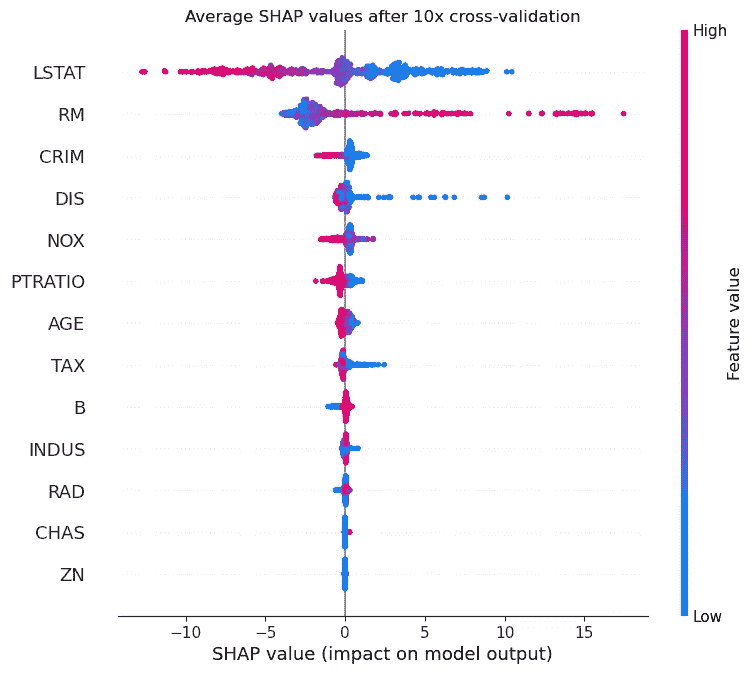 Average SHAP values after 10x cross-validation
High
LSTAT
RM
CRIM
DIS
NOX
PTRATIO
AGE
TAX
B
INDUS
RAD
CHAS
ZN
Feature value
Low
−10 −5 0 5 10 15
SHAP value (impact on model output)